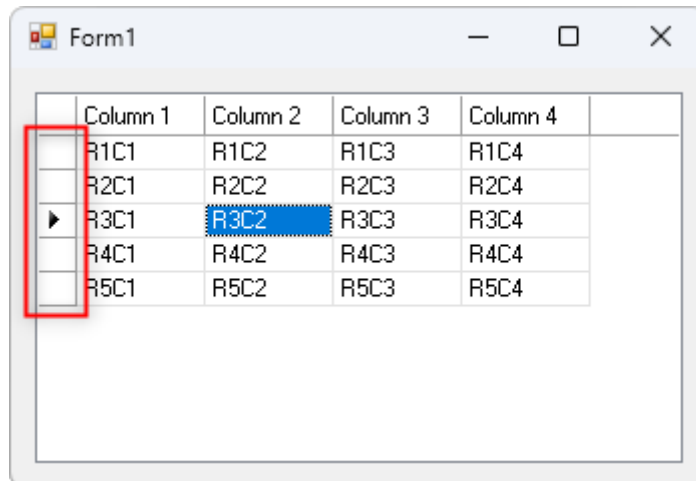 Form1
Column 1 Column 2 Column 3 Column 4
R1C1 R1C2 R1C3 R1C4
R2C1 R2C2 R2C3 R2C4
R3C1 R3C2 R3C3 R3C4
R4C1 R4C2 R4C3 R4C4
R5C1 R5C2 R5C3 R5C4